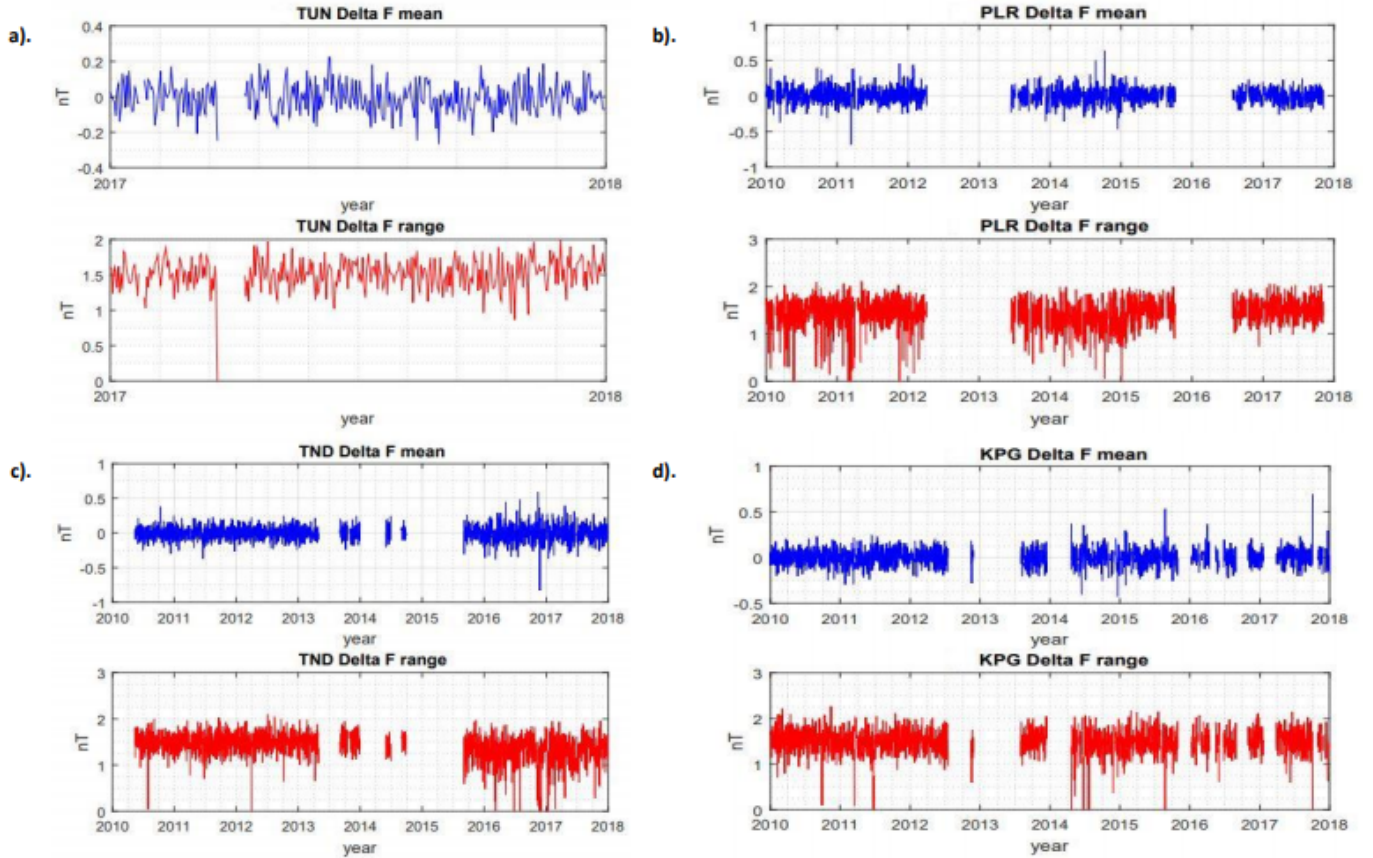 a).
TUN Delta F mean
0.4
0.2
0
-0.2
-0.4
nT
2017 2018
year
TUN Delta F range
2
1.5
1
0.5
0
nT
2017 2018
year
b).
PLR Delta F mean
1
0.5
0
-0.5
-1
nT
2010 2011 2012 2013 2014 2015 2016 2017 2018
year
PLR Delta F range
3
2
1
0
nT
2010 2011 2012 2013 2014 2015 2016 2017 2018
year
c).
TND Delta F mean
1
0.5
0
-0.5
-1
nT
2010 2011 2012 2013 2014 2015 2016 2017 2018
year
TND Delta F range
3
2
1
0
nT
2010 2011 2012 2013 2014 2015 2016 2017 2018
year
d).
KPG Delta F mean
1
0.5
0
-0.5
nT
2010 2011 2012 2013 2014 2015 2016 2017 2018
year
KPG Delta F range
3
2
1
0
nT
2010 2011 2012 2013 2014 2015 2016 2017 2018
year